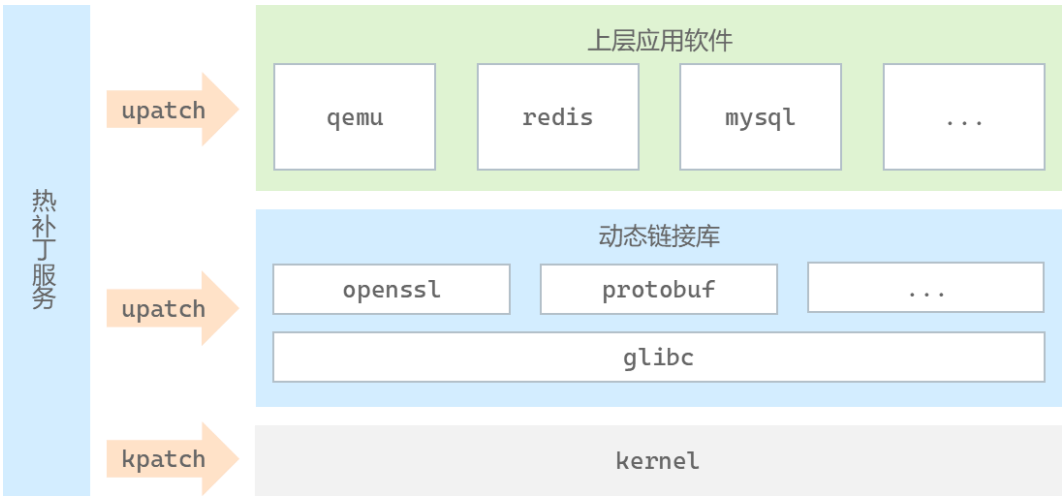 热补丁服务
上层应用软件
upatch
qemu
redis
mysql
...
动态链接库
upatch
openssl
protobuf
...
glibc
kpatch
kernel